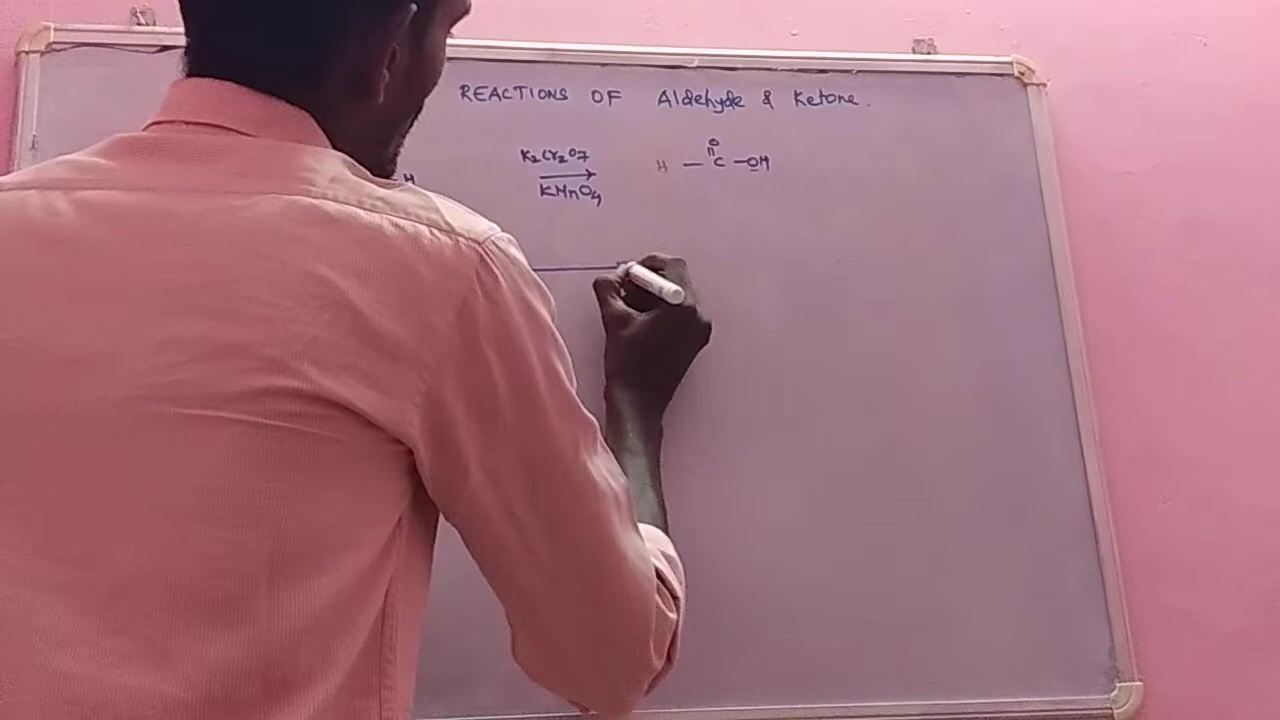 REACTIONS OF Aldehyde & Ketone.
H K₂Cr₂O7 H — C — OH
O
||
KMnO4